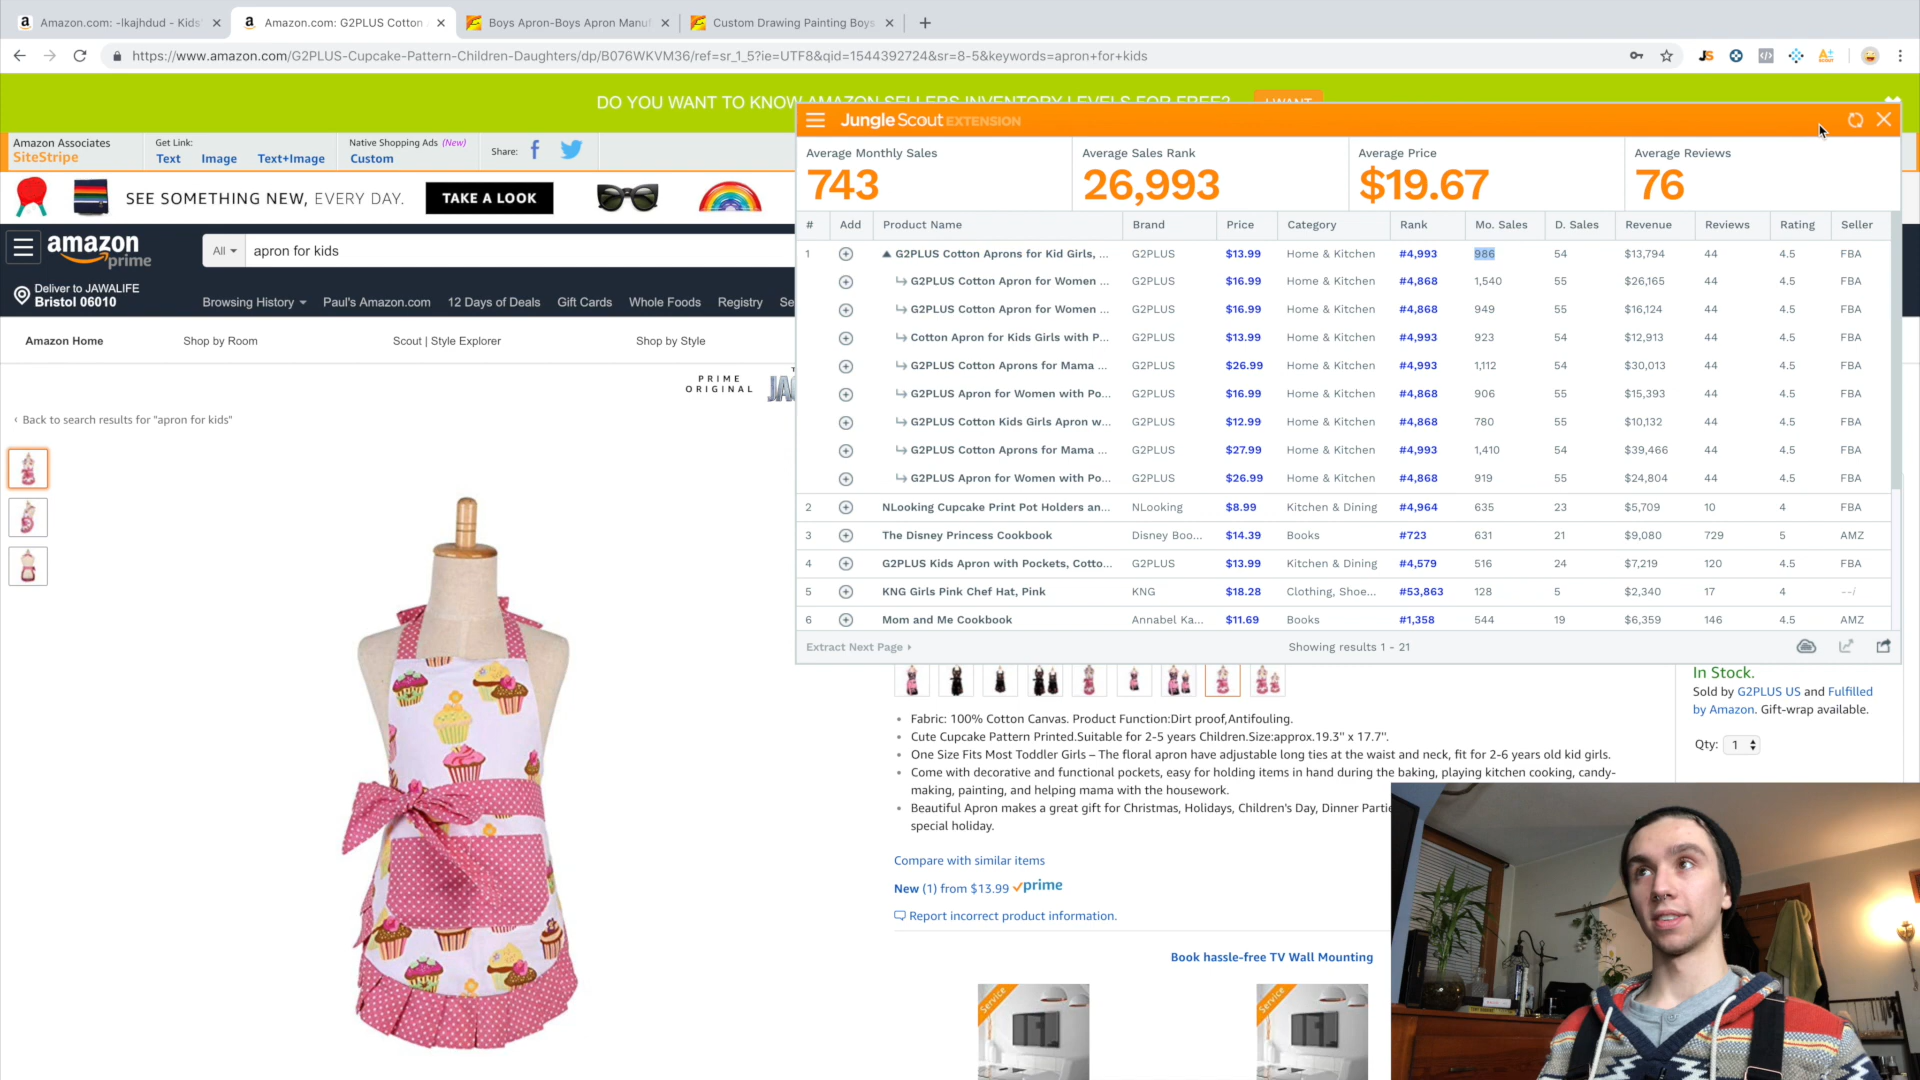 Amazon.com: -lkajhdud - Kids'
Amazon.com: G2PLUS Cotton
Boys Apron-Boys Apron Manuf
Custom Drawing Painting Boys
https://www.amazon.com/G2PLUS-Cupcake-Pattern-Children-Daughters/dp/B076WKVM36/ref=sr_1_5?ie=UTF8&qid=1544392724&sr=8-5&keywords=apron+for+kids
DO YOU WANT TO KNOW AMAZON SELLERS INVENTORY LEVELS FOR FREE? I WANT
Amazon Associates
SiteStripe
Get Link:
Text Image Text+Image
Native Shopping Ads (New)
Custom
Share:
SEE SOMETHING NEW, EVERY DAY. TAKE A LOOK
amazon
prime
All apron for kids
Deliver to JAWALIFE
Bristol 06010
Browsing History Paul's Amazon.com 12 Days of Deals Gift Cards Whole Foods Registry Se
Amazon Home Shop by Room Scout | Style Explorer Shop by Style
PRIME
ORIGINAL
‹ Back to search results for "apron for kids"
Jungle Scout EXTENSION
Average Monthly Sales Average Sales Rank Average Price Average Reviews
743 26,993 $19.67 76
# Add Product Name Brand Price Category Rank Mo. Sales D. Sales Revenue Reviews Rating Seller
1 G2PLUS Cotton Aprons for Kid Girls, ... G2PLUS $13.99 Home & Kitchen #4,993 986 54 $13,794 44 4.5 FBA
G2PLUS Cotton Apron for Women ... G2PLUS $16.99 Home & Kitchen #4,868 1,540 55 $26,165 44 4.5 FBA
G2PLUS Cotton Apron for Women ... G2PLUS $16.99 Home & Kitchen #4,868 949 55 $16,124 44 4.5 FBA
Cotton Apron for Kids Girls with P... G2PLUS $13.99 Home & Kitchen #4,993 923 54 $12,913 44 4.5 FBA
G2PLUS Cotton Aprons for Mama ... G2PLUS $26.99 Home & Kitchen #4,993 1,112 54 $30,013 44 4.5 FBA
G2PLUS Apron for Women with Po... G2PLUS $16.99 Home & Kitchen #4,868 906 55 $15,393 44 4.5 FBA
G2PLUS Cotton Kids Girls Apron w... G2PLUS $12.99 Home & Kitchen #4,868 780 55 $10,132 44 4.5 FBA
G2PLUS Cotton Aprons for Mama ... G2PLUS $27.99 Home & Kitchen #4,993 1,410 54 $39,466 44 4.5 FBA
G2PLUS Apron for Women with Po... G2PLUS $26.99 Home & Kitchen #4,868 919 55 $24,804 44 4.5 FBA
2 NLooking Cupcake Print Pot Holders an... NLooking $8.99 Kitchen & Dining #4,964 635 23 $5,709 10 4 FBA
3 The Disney Princess Cookbook Disney Boo... $14.39 Books #723 631 21 $9,080 729 5 AMZ
4 G2PLUS Kids Apron with Pockets, Cotto... G2PLUS $13.99 Kitchen & Dining #4,579 516 24 $7,219 120 4.5 FBA
5 KNG Girls Pink Chef Hat, Pink KNG $18.28 Clothing, Shoe... #53,863 128 5 $2,340 17 4 --/
6 Mom and Me Cookbook Annabel Ka... $11.69 Books #1,358 544 19 $6,359 146 4.5 AMZ
Extract Next Page Showing results 1 - 21
• Fabric: 100% Cotton Canvas. Product Function:Dirt proof,Antifouling.
• Cute Cupcake Pattern Printed.Suitable for 2-5 years Children.Size:approx.19.3'' x 17.7''.
• One Size Fits Most Toddler Girls – The floral apron have adjustable long ties at the waist and neck, fit for 2-6 years old kid girls.
• Come with decorative and functional pockets, easy for holding items in hand during the baking, playing kitchen cooking, candy-
making, painting, and helping mama with the housework.
• Beautiful Apron makes a great gift for Christmas, Holidays, Children's Day, Dinner Partie
special holiday.
Compare with similar items
New (1) from $13.99 prime
Report incorrect product information.
In Stock.
Sold by G2PLUS US and Fulfilled
by Amazon. Gift-wrap available.
Qty: 1
Book hassle-free TV Wall Mounting
Service
Service